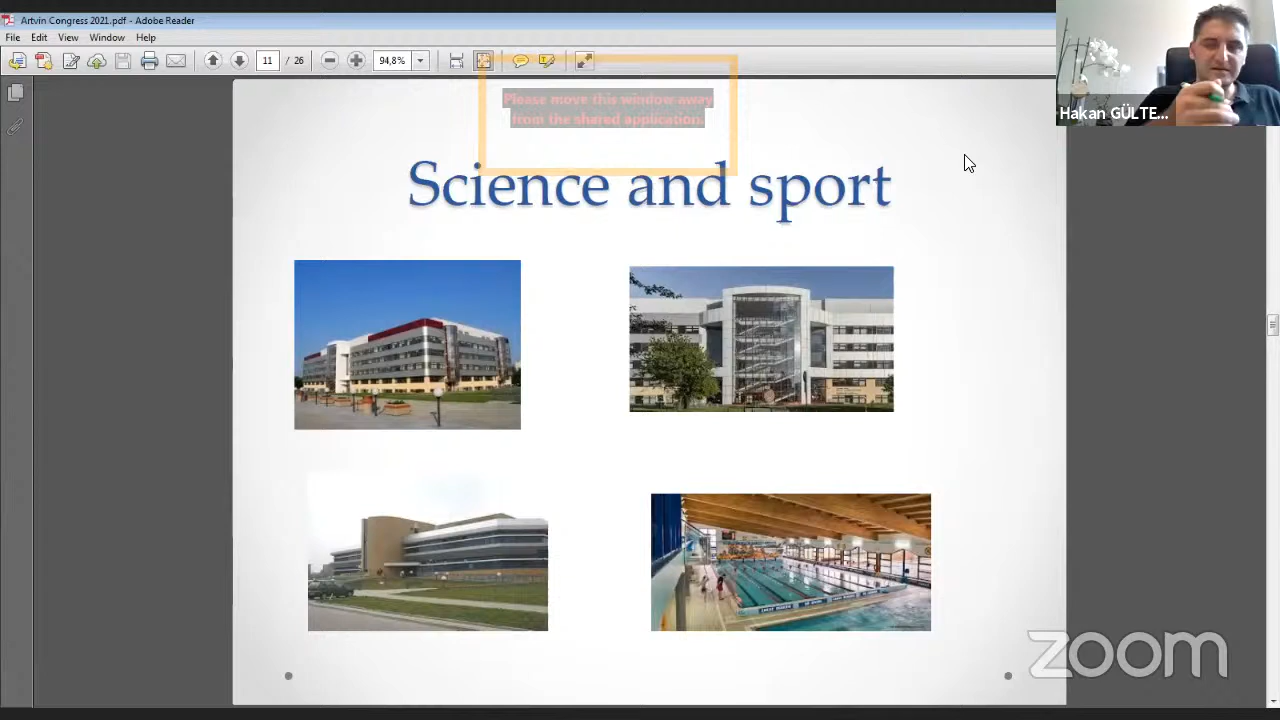 Artvin Congress 2021.pdf - Adobe Reader
File Edit View Window Help
11 / 26 94,8%
Please move this window away
from the shared application.
Hakan GÜLTE...
Science and sport
zoom